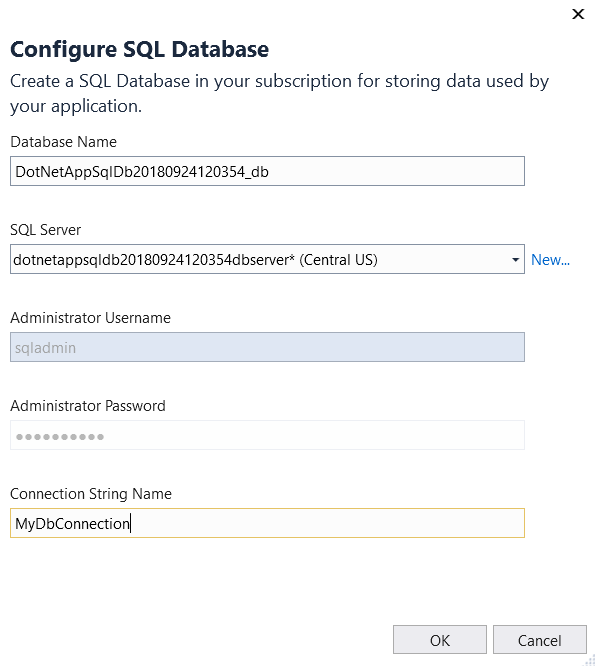 Configure SQL Database
Create a SQL Database in your subscription for storing data used by
your application.
Database Name
DotNetAppSqlDb20180924120354_db
SQL Server
dotnetappsqldb20180924120354dbserver* (Central US)
New...
Administrator Username
sqladmin
Administrator Password
●●●●●●●●●●
Connection String Name
MyDbConnection
OK
Cancel